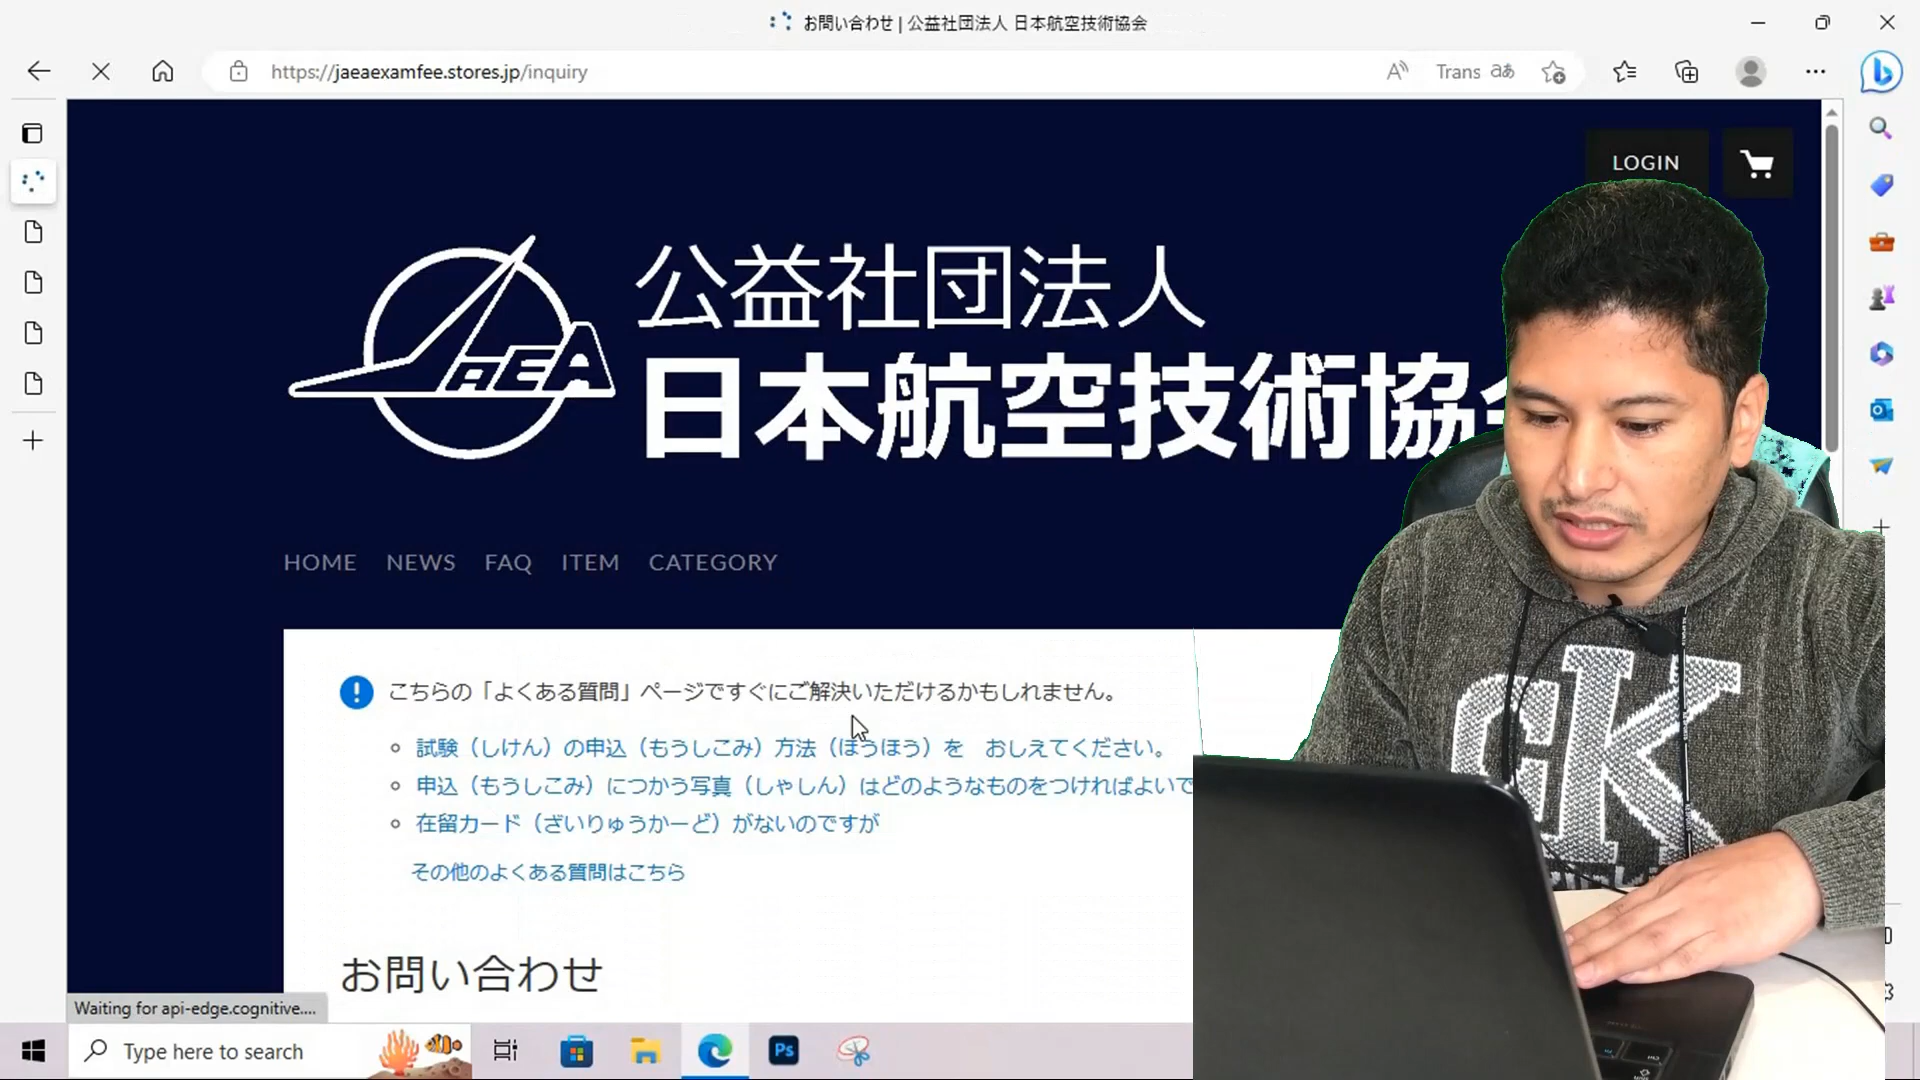 お問い合わせ | 公益社団法人 日本航空技術協会
https://jaeaexamfee.stores.jp/inquiry
Trans
LOGIN
公益社団法人
日本航空技術協
AEA
HOME NEWS FAQ ITEM CATEGORY
こちらの「よくある質問」ページですぐにご解決いただけるかもしれません。
試験（しけん）の申込（もうしこみ）方法（ほうほう）を　おしえてください。
申込（もうしこみ）につかう写真（しゃしん）はどのようなものをつければよいで
在留カード（ざいりゅうかーど）がないのですが
その他のよくある質問はこちら
お問い合わせ
Waiting for api-edge.cognitive....
Type here to search
Ps
CK